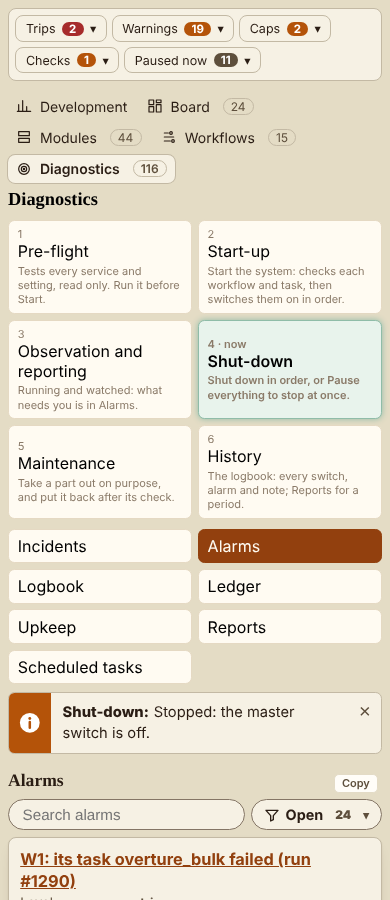 Trips 2 ▾ Warnings 19 ▾ Caps 2 ▾
Checks 1 ▾ Paused now 11 ▾
Development Board 24
Modules 44 Workflows 15
Diagnostics 116
Diagnostics
1
Pre-flight
Tests every service and
setting, read only. Run it before
Start.
2
Start-up
Start the system: checks each
workflow and task, then
switches them on in order.
3
Observation and
reporting
Running and watched: what
needs you is in Alarms.
4 · now
Shut-down
Shut down in order, or Pause
everything to stop at once.
5
Maintenance
Take a part out on purpose,
and put it back after its check.
6
History
The logbook: every switch,
alarm and note; Reports for a
period.
Incidents Alarms
Logbook Ledger
Upkeep Reports
Scheduled tasks
Shut-down: Stopped: the master
switch is off.
✕
Alarms Copy
Search alarms Open 24 ▾
W1: its task overture_bulk failed (run
#1290)